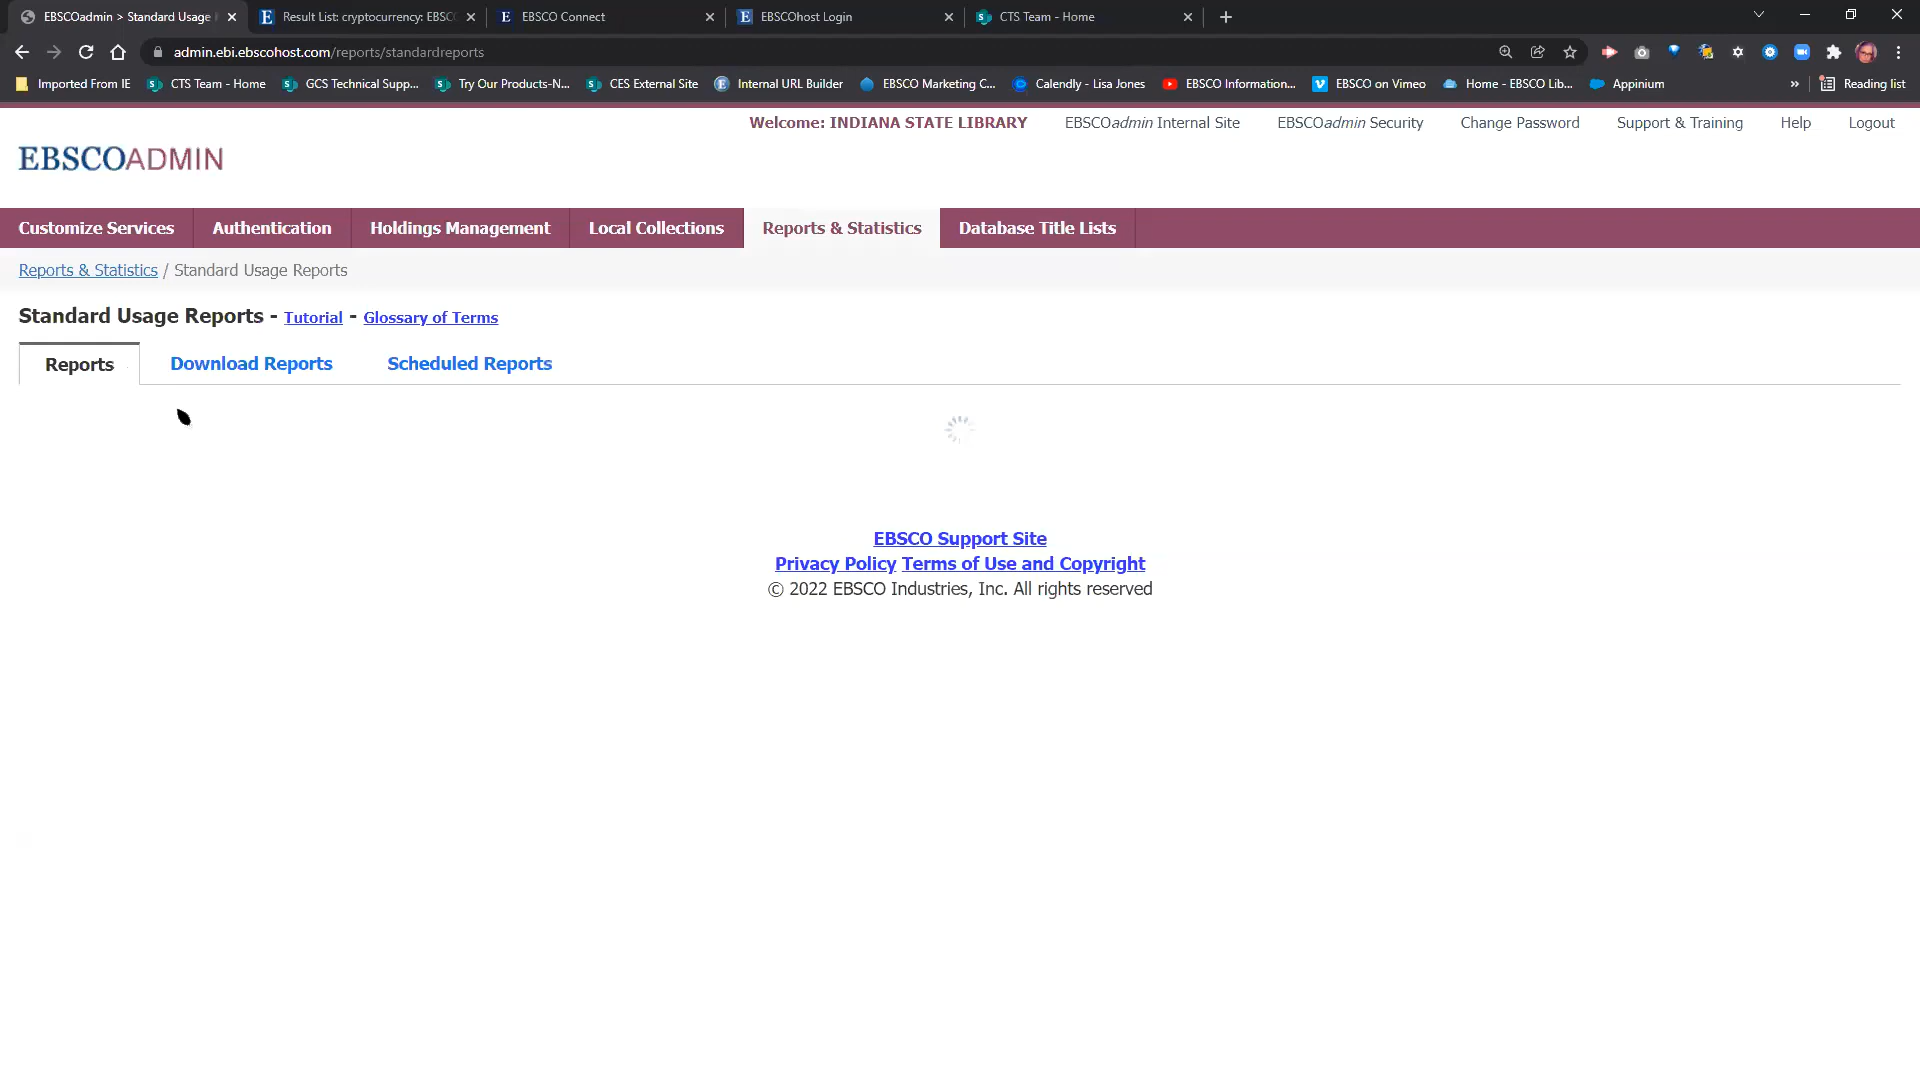 EBSCOadmin > Standard Usage
Result List: cryptocurrency: EBSC
EBSCO Connect
EBSCOhost Login
CTS Team - Home
admin.ebi.ebscohost.com/reports/standardreports
Imported From IE
CTS Team - Home
GCS Technical Supp...
Try Our Products-N...
CES External Site
Internal URL Builder
EBSCO Marketing C...
Calendly - Lisa Jones
EBSCO Information...
EBSCO on Vimeo
Home - EBSCO Lib...
Appinium
»
Reading list
Welcome: INDIANA STATE LIBRARY
EBSCOadmin Internal Site
EBSCOadmin Security
Change Password
Support & Training
Help
Logout
EBSCOADMIN
Customize Services
Authentication
Holdings Management
Local Collections
Reports & Statistics
Database Title Lists
Reports & Statistics / Standard Usage Reports
Standard Usage Reports - Tutorial - Glossary of Terms
Reports
Download Reports
Scheduled Reports
EBSCO Support Site
Privacy Policy Terms of Use and Copyright
© 2022 EBSCO Industries, Inc. All rights reserved